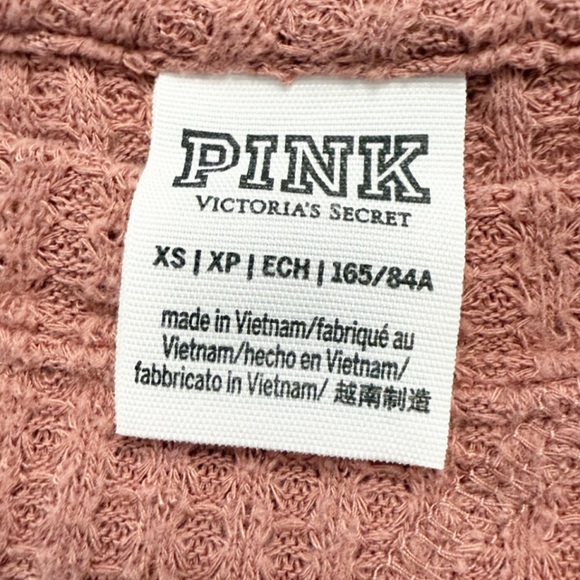 PINK
VICTORIA'S SECRET
XS | XP | ECH | 165/84A
made in Vietnam/fabriqué au
Vietnam/hecho en Vietnam/
fabbricato in Vietnam/ 越南制造